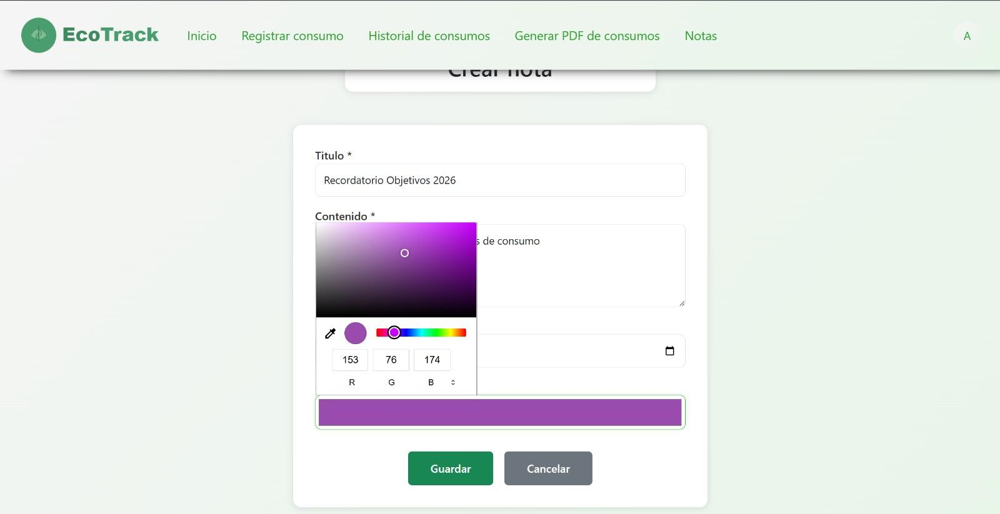 EcoTrack
Inicio
Registrar consumo
Historial de consumos
Generar PDF de consumos
Notas
A
Crear nota
Titulo *
Recordatorio Objetivos 2026
Contenido *
de consumo
153
76
174
R
G
B
Guardar
Cancelar